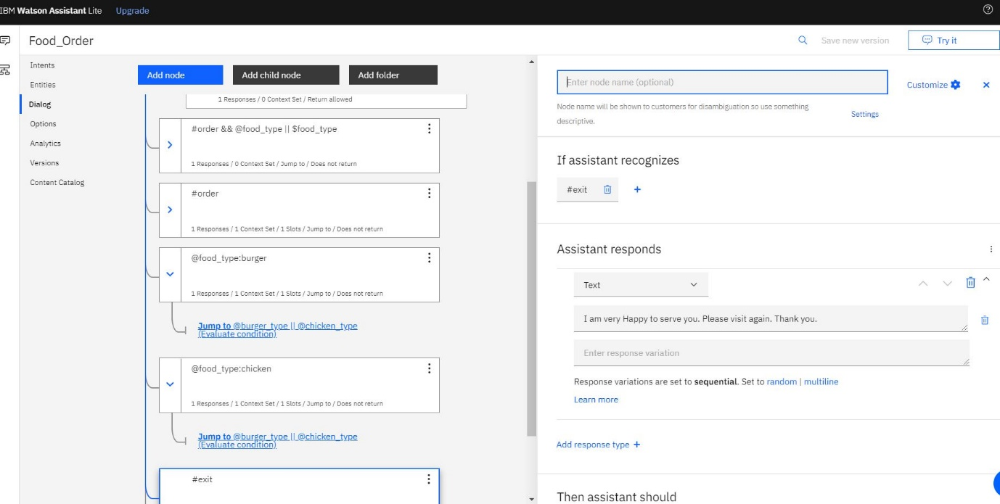 IBM Watson Assistant Lite Upgrade
Food_Order
Save new version
Try it
Intents
Entities
Dialog
Options
Analytics
Versions
Content Catalog
Add node
Add child node
Add folder
1 Responses / 0 Context Set / Return allowed
#order && @food_type || $food_type
1 Responses / 0 Context Set / Jump to / Does not return
#order
1 Responses / 1 Context Set / 1 Slots / Jump to / Does not return
@food_type:burger
1 Responses / 1 Context Set / 1 Slots / Jump to / Does not return
Jump to @burger_type || @chicken_type
(Evaluate condition)
@food_type:chicken
1 Responses / 1 Context Set / 1 Slots / Jump to / Does not return
Jump to @burger_type || @chicken_type
(Evaluate condition)
#exit
Enter node name (optional)
Customize
Node name will be shown to customers for disambiguation so use something
descriptive.
Settings
If assistant recognizes
#exit
Assistant responds
Text
I am very Happy to serve you. Please visit again. Thank you.
Enter response variation
Response variations are set to sequential. Set to random | multiline
Learn more
Add response type +
Then assistant should